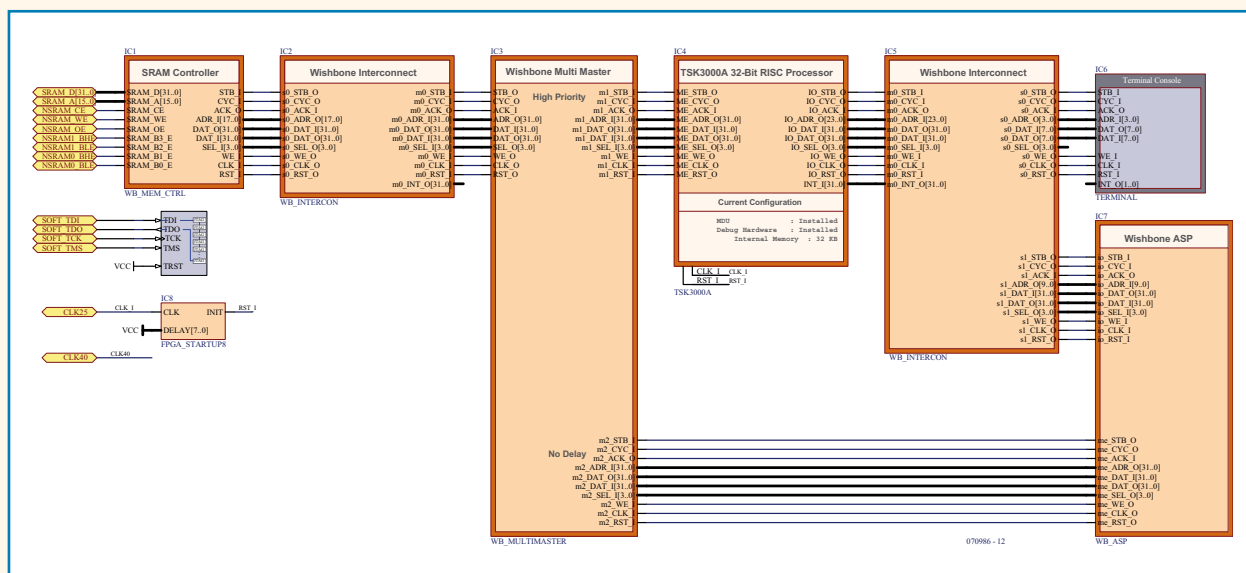 IC1
SRAM Controller
SRAM_D[31..0]
SRAM_A[15..0]
NSRAM_CE
NSRAM_WE
NSRAM_OE
NSRAM1_BHE
NSRAM1_BLE
NSRAM0_BHE
NSRAM0_BLE
SRAM_D[31..0] STB_I
SRAM_A[15..0] CYC_I
SRAM_CE ACK_O
SRAM_WE ADR_I[17..0]
SRAM_OE DAT_O[31..0]
SRAM_B3_E DAT_I[31..0]
SRAM_B2_E SEL_I[3..0]
SRAM_B1_E WE_I
SRAM_B0_E CLK_I
RST_I
WB_MEM_CTRL
IC2
Wishbone Interconnect
s0_STB_O m0_STB_I
s0_CYC_O m0_CYC_I
s0_ACK_I m0_ACK_O
s0_ADR_O[17..0] m0_ADR_I[31..0]
s0_DAT_I[31..0] m0_DAT_O[31..0]
s0_DAT_O[31..0] m0_DAT_I[31..0]
s0_SEL_O[3..0] m0_SEL_I[3..0]
s0_WE_O m0_WE_I
s0_CLK_O m0_CLK_I
s0_RST_O m0_RST_I
m0_INT_O[31..0]
WB_INTERCON
IC3
Wishbone Multi Master
High Priority
STB_O m1_STB_I
CYC_O m1_CYC_I
ACK_I m1_ACK_O
ADR_O[31..0] m1_ADR_I[31..0]
DAT_I[31..0] m1_DAT_O[31..0]
DAT_O[31..0] m1_DAT_I[31..0]
SEL_O[3..0] m1_SEL_I[3..0]
WE_O m1_WE_I
CLK_O m1_CLK_I
RST_O m1_RST_I
No Delay
m2_STB_I
m2_CYC_I
m2_ACK_O
m2_ADR_I[31..0]
m2_DAT_O[31..0]
m2_DAT_I[31..0]
m2_SEL_I[3..0]
m2_WE_I
m2_CLK_I
m2_RST_I
WB_MULTIMASTER
IC4
TSK3000A 32-Bit RISC Processor
ME_STB_O IO_STB_O
ME_CYC_O IO_CYC_O
ME_ACK_I IO_ACK_I
ME_ADR_O[31..0] IO_ADR_O[23..0]
ME_DAT_I[31..0] IO_DAT_I[31..0]
ME_DAT_O[31..0] IO_DAT_O[31..0]
ME_SEL_O[3..0] IO_SEL_O[3..0]
ME_WE_O IO_WE_O
ME_CLK_O IO_CLK_O
ME_RST_O IO_RST_O
INT_I[31..0]
Current Configuration
MDU : Installed
Debug Hardware : Installed
Internal Memory : 32 KB
CLK_I CLK_I
RST_I RST_I
TSK3000A
IC5
Wishbone Interconnect
m0_STB_I s0_STB_O
m0_CYC_I s0_CYC_O
m0_ACK_O s0_ACK_I
m0_ADR_I[23..0] s0_ADR_O[3..0]
m0_DAT_O[31..0] s0_DAT_I[7..0]
m0_DAT_I[31..0] s0_DAT_O[7..0]
m0_SEL_I[3..0] s0_SEL_O[3..0]
m0_WE_I s0_WE_O
m0_CLK_I s0_CLK_O
m0_RST_I s0_RST_O
m0_INT_O[31..0]
s1_STB_O
s1_CYC_O
s1_ACK_I
s1_ADR_O[9..0]
s1_DAT_I[31..0]
s1_DAT_O[31..0]
s1_SEL_O[3..0]
s1_WE_O
s1_CLK_O
s1_RST_O
WB_INTERCON
IC6
Terminal Console
STB_I
CYC_I
ACK_O
ADR_I[3..0]
DAT_O[7..0]
DAT_I[7..0]
WE_I
CLK_I
RST_I
INT_O[1..0]
TERMINAL
IC7
Wishbone ASP
io_STB_I
io_CYC_I
io_ACK_O
io_ADR_I[9..0]
io_DAT_O[31..0]
io_DAT_I[31..0]
io_SEL_I[3..0]
io_WE_I
io_CLK_I
io_RST_I
me_STB_O
me_CYC_O
me_ACK_I
me_ADR_O[31..0]
me_DAT_I[31..0]
me_DAT_O[31..0]
me_SEL_O[3..0]
me_WE_O
me_CLK_O
me_RST_O
WB_ASP
SOFT_TDI TDI
SOFT_TDO TDO
SOFT_TCK TCK
SOFT_TMS TMS
VCC TRST
IC8
CLK25 CLK_I CLK INIT RST_I
VCC DELAY[7..0]
FPGA_STARTUP8
CLK40 CLK40
070986 - 12